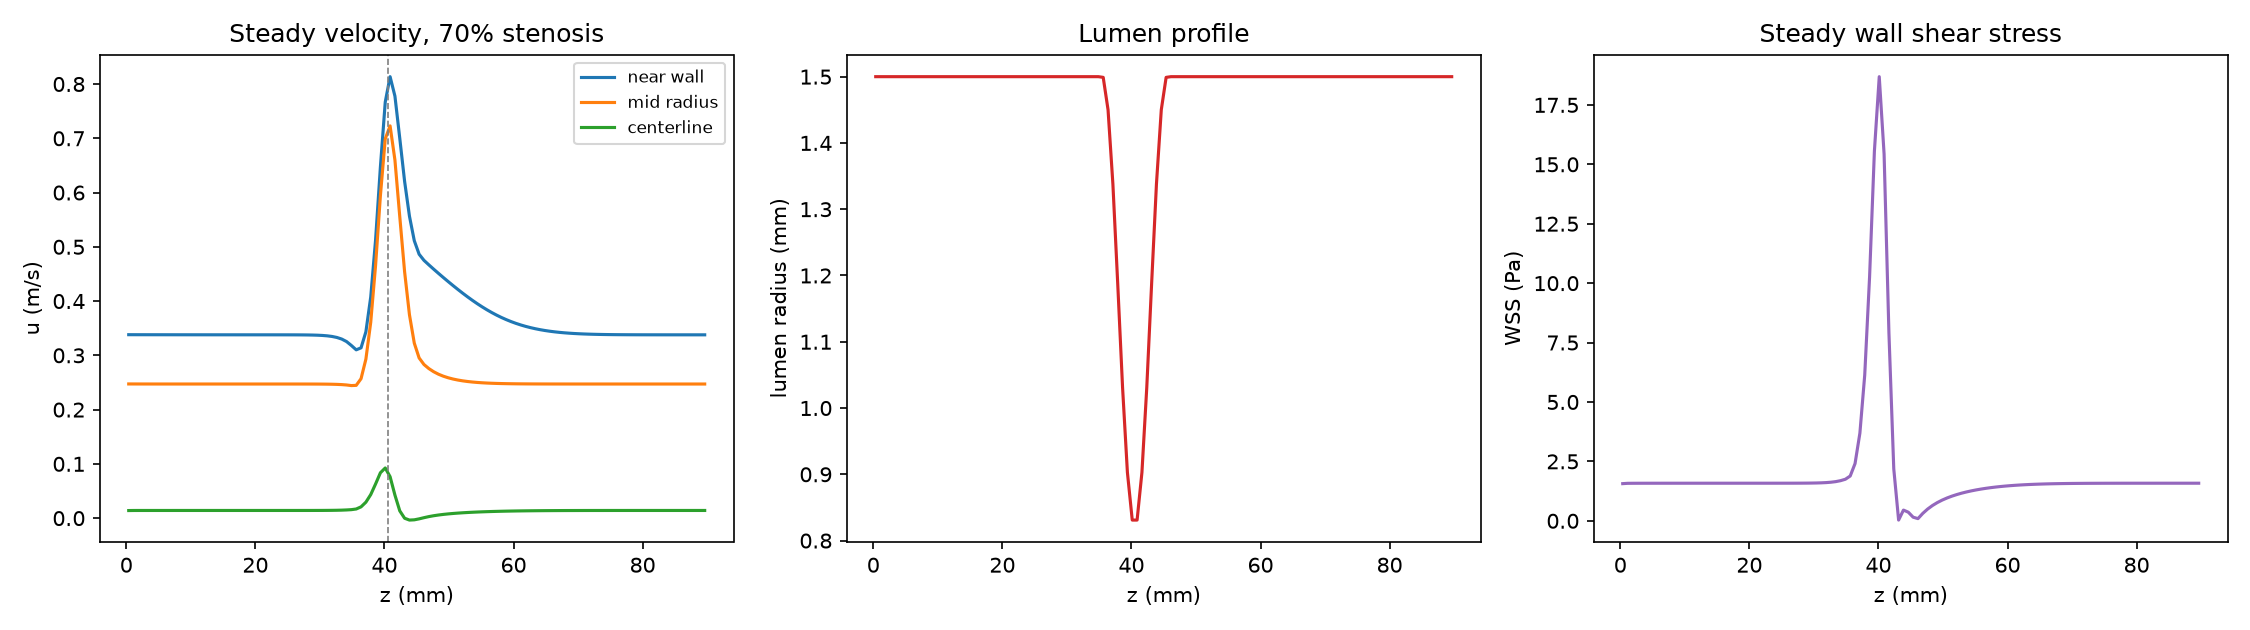 Steady velocity, 70% stenosis
u (m/s)
0.8
0.7
0.6
0.5
0.4
0.3
0.2
0.1
0.0
near wall
mid radius
centerline
0 20 40 60 80
z (mm)
Lumen profile
lumen radius (mm)
1.5
1.4
1.3
1.2
1.1
1.0
0.9
0.8
0 20 40 60 80
z (mm)
Steady wall shear stress
WSS (Pa)
17.5
15.0
12.5
10.0
7.5
5.0
2.5
0.0
0 20 40 60 80
z (mm)